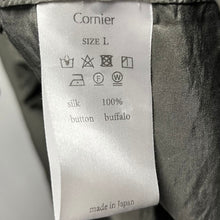 Cornier
SIZE L
silk 100%
button buffalo
made in Japan